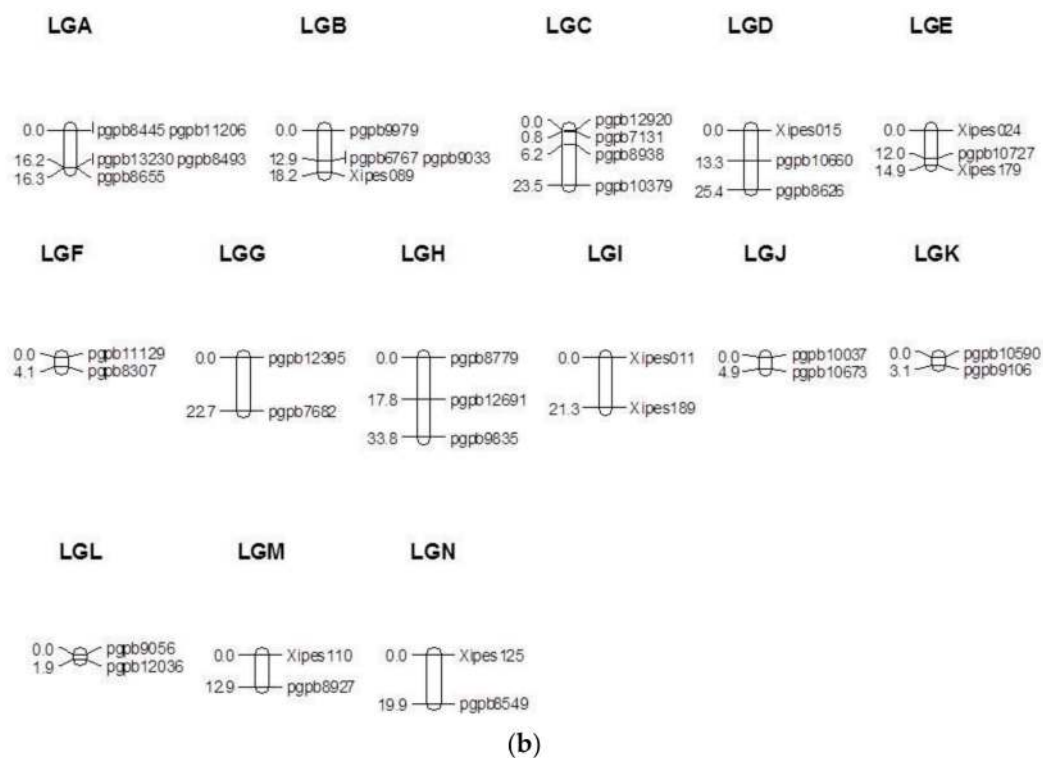 LGA LGB LGC LGD LGE
0.0 pgpb8445 pgpb11206
16.2 pgpb13230 pgpb8493
16.3 pgpb8655
0.0 pgpb9979
12.9 pgpb6767 pgpb9033
18.2 Xipes089
0.0 pgpb12920
0.8 pgpb7131
6.2 pgpb8938
23.5 pgpb10379
0.0 Xipes015
13.3 pgpb10660
25.4 pgpb8626
0.0 Xipes024
12.0 pgpb10727
14.9 Xipes179
LGF LGG LGH LGI LGJ LGK
0.0 pgpb11129
4.1 pgpb8307
0.0 pgpb12395
22.7 pgpb7682
0.0 pgpb8779
17.8 pgpb12691
33.8 pgpb9835
0.0 Xipes011
21.3 Xipes189
0.0 pgpb10037
4.9 pgpb10673
0.0 pgpb10590
3.1 pgpb9106
LGL LGM LGN
0.0 pgpb9056
1.9 pgpb12036
0.0 Xipes110
12.9 pgpb8927
0.0 Xipes125
19.9 pgpb8549
(b)